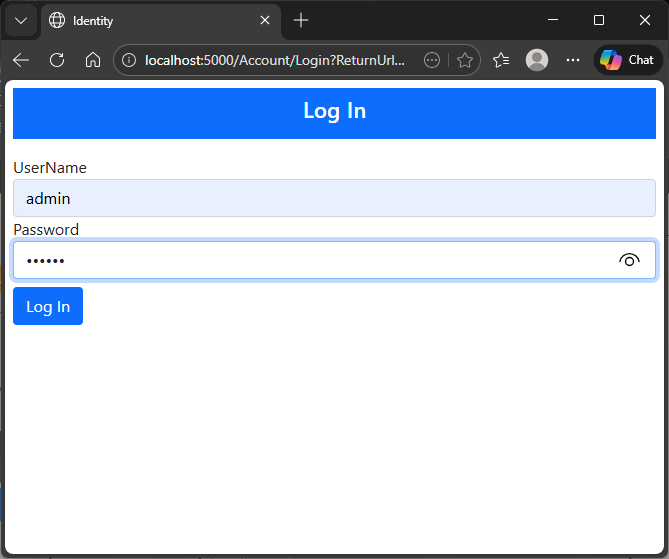 Identity
localhost:5000/Account/Login?ReturnUrl...
Chat
Log In
UserName
admin
Password
••••••
Log In